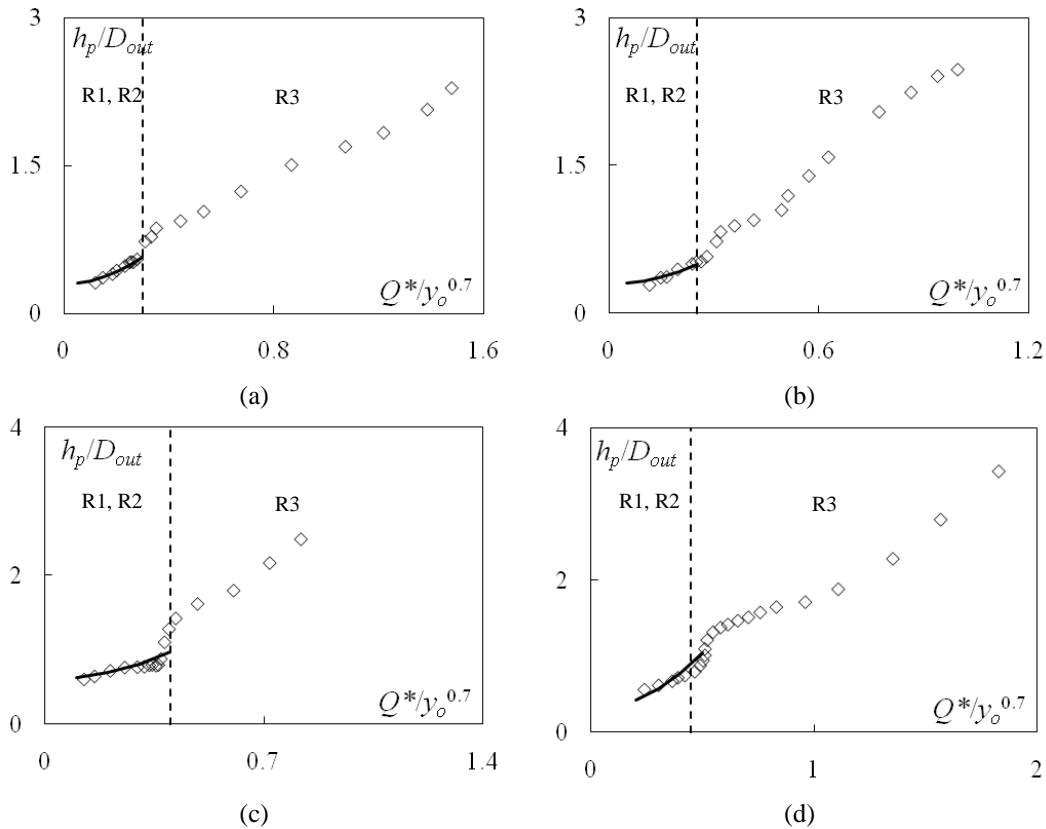 3
h_p/D_out
R1, R2
R3
1.5
Q*/y_o^0.7
0
0
0.8
1.6
(a)
3
h_p/D_out
R1, R2
R3
1.5
Q*/y_o^0.7
0
0
0.6
1.2
(b)
4
h_p/D_out
R1, R2
R3
2
Q*/y_o^0.7
0
0
0.7
1.4
(c)
4
h_p/D_out
R1, R2
R3
2
Q*/y_o^0.7
0
0
1
2
(d)